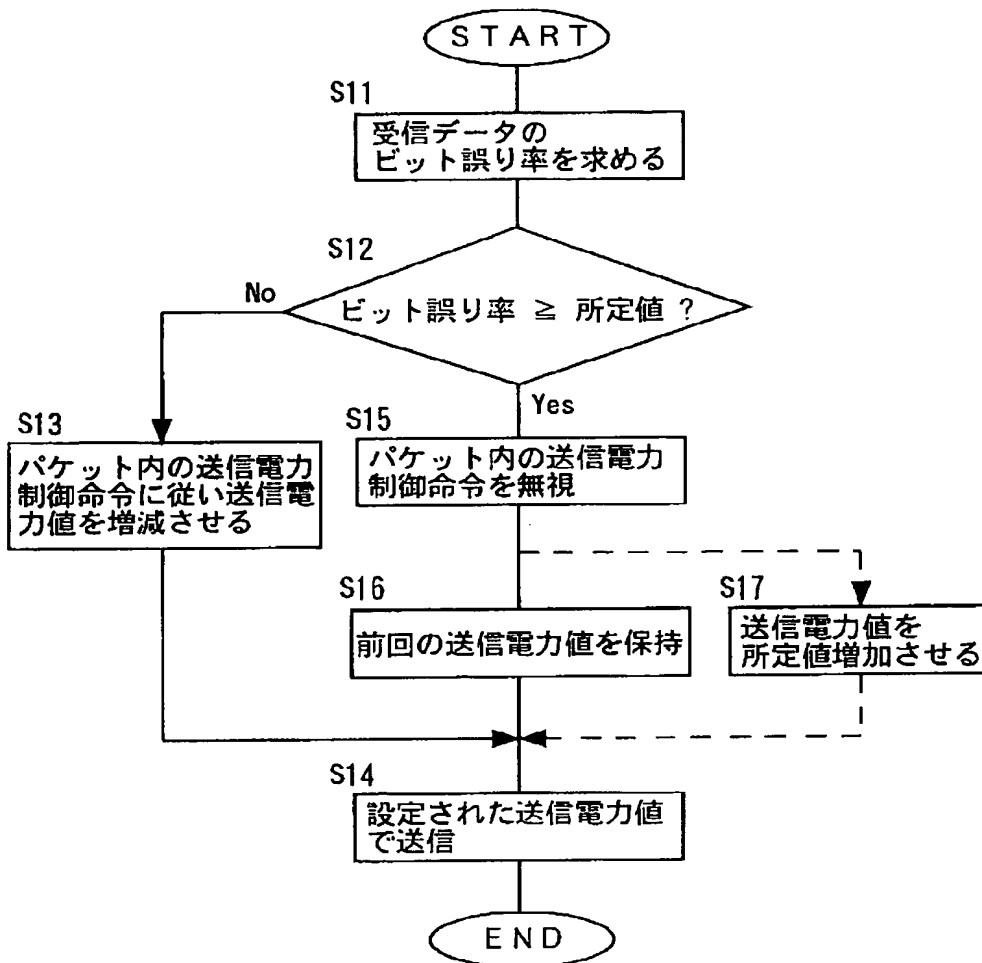 START
S11
受信データの
ビット誤り率を求める
S12
No
ビット誤り率 ≧ 所定値 ?
Yes
S13
パケット内の送信電力
制御命令に従い送信電
力値を増減させる
S15
パケット内の送信電力
制御命令を無視
S16
前回の送信電力値を保持
S17
送信電力値を
所定値増加させる
S14
設定された送信電力値
で送信
END